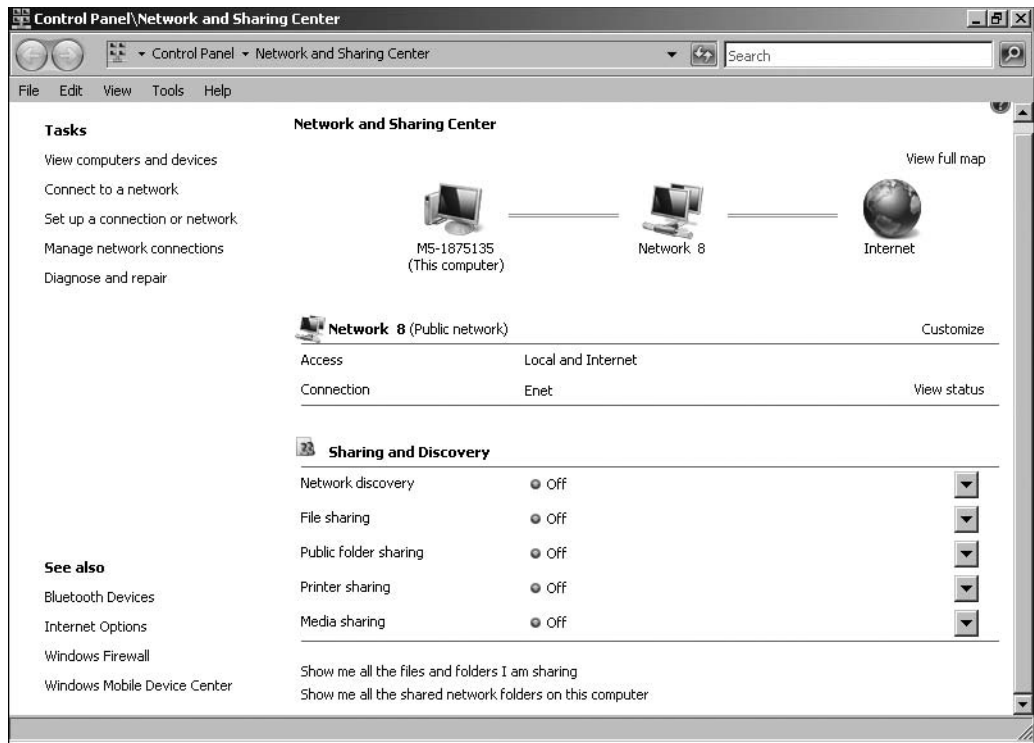 Control Panel\Network and Sharing Center
Control Panel Network and Sharing Center
Search
File Edit View Tools Help
Tasks
View computers and devices
Connect to a network
Set up a connection or network
Manage network connections
Diagnose and repair
See also
Bluetooth Devices
Internet Options
Windows Firewall
Windows Mobile Device Center
Network and Sharing Center
View full map
M5-1875135
(This computer)
Network 8
Internet
Network 8 (Public network) Customize
Access Local and Internet
Connection Enet View status
Sharing and Discovery
Network discovery Off
File sharing Off
Public folder sharing Off
Printer sharing Off
Media sharing Off
Show me all the files and folders I am sharing
Show me all the shared network folders on this computer